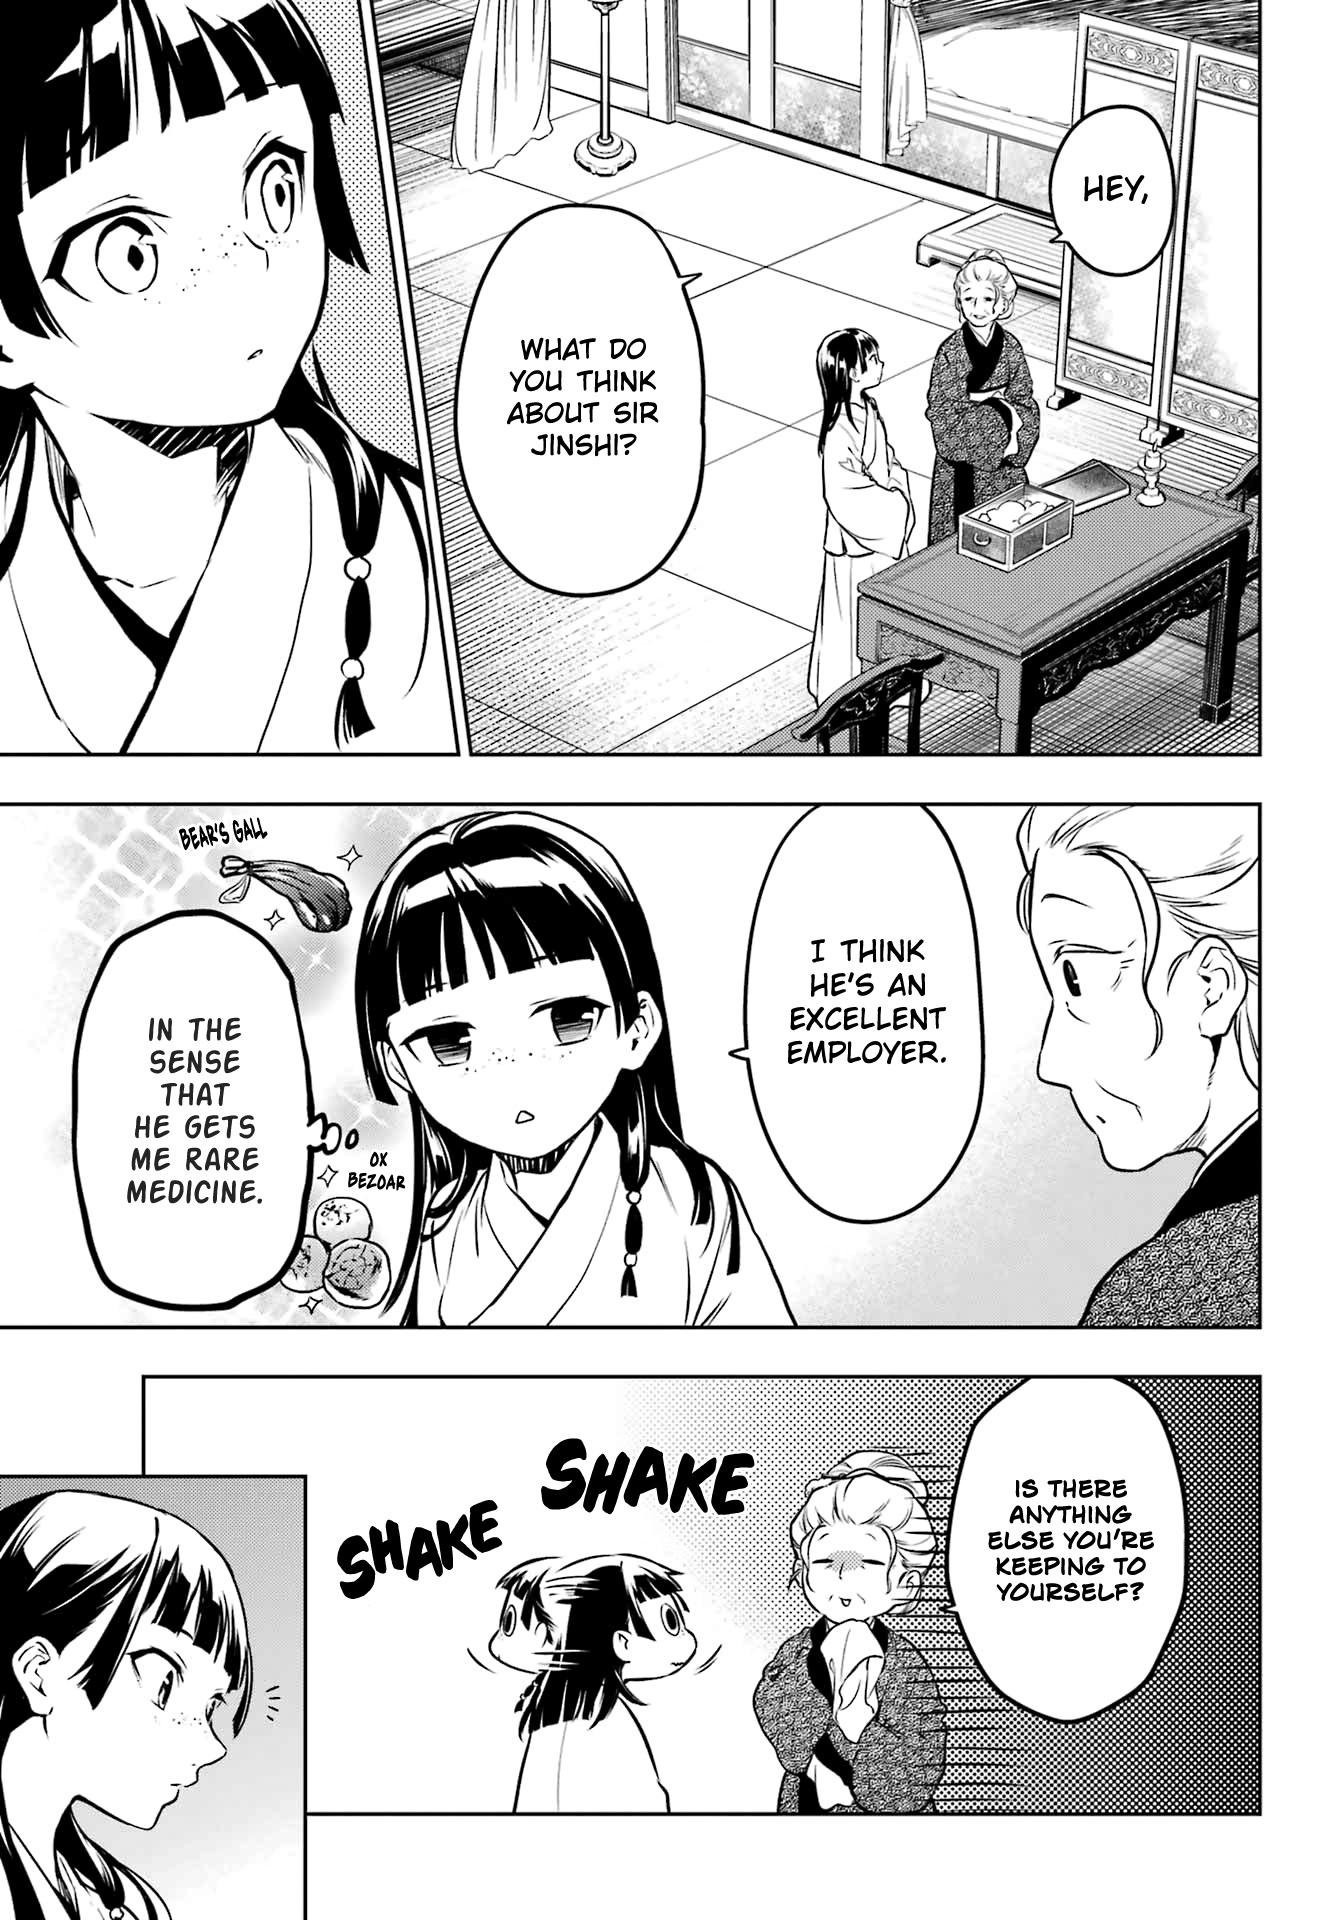 HEY,
WHAT DO
YOU THINK
ABOUT SIR
JINSHI?
I THINK
HE'S AN
EXCELLENT
EMPLOYER.
BEAR'S GALL
IN THE
SENSE
THAT
HE GETS
ME RARE
MEDICINE.
OX
BEZOAR
IS THERE
ANYTHING
ELSE YOU'RE
KEEPING TO
YOURSELF?
SHAKE
SHAKE